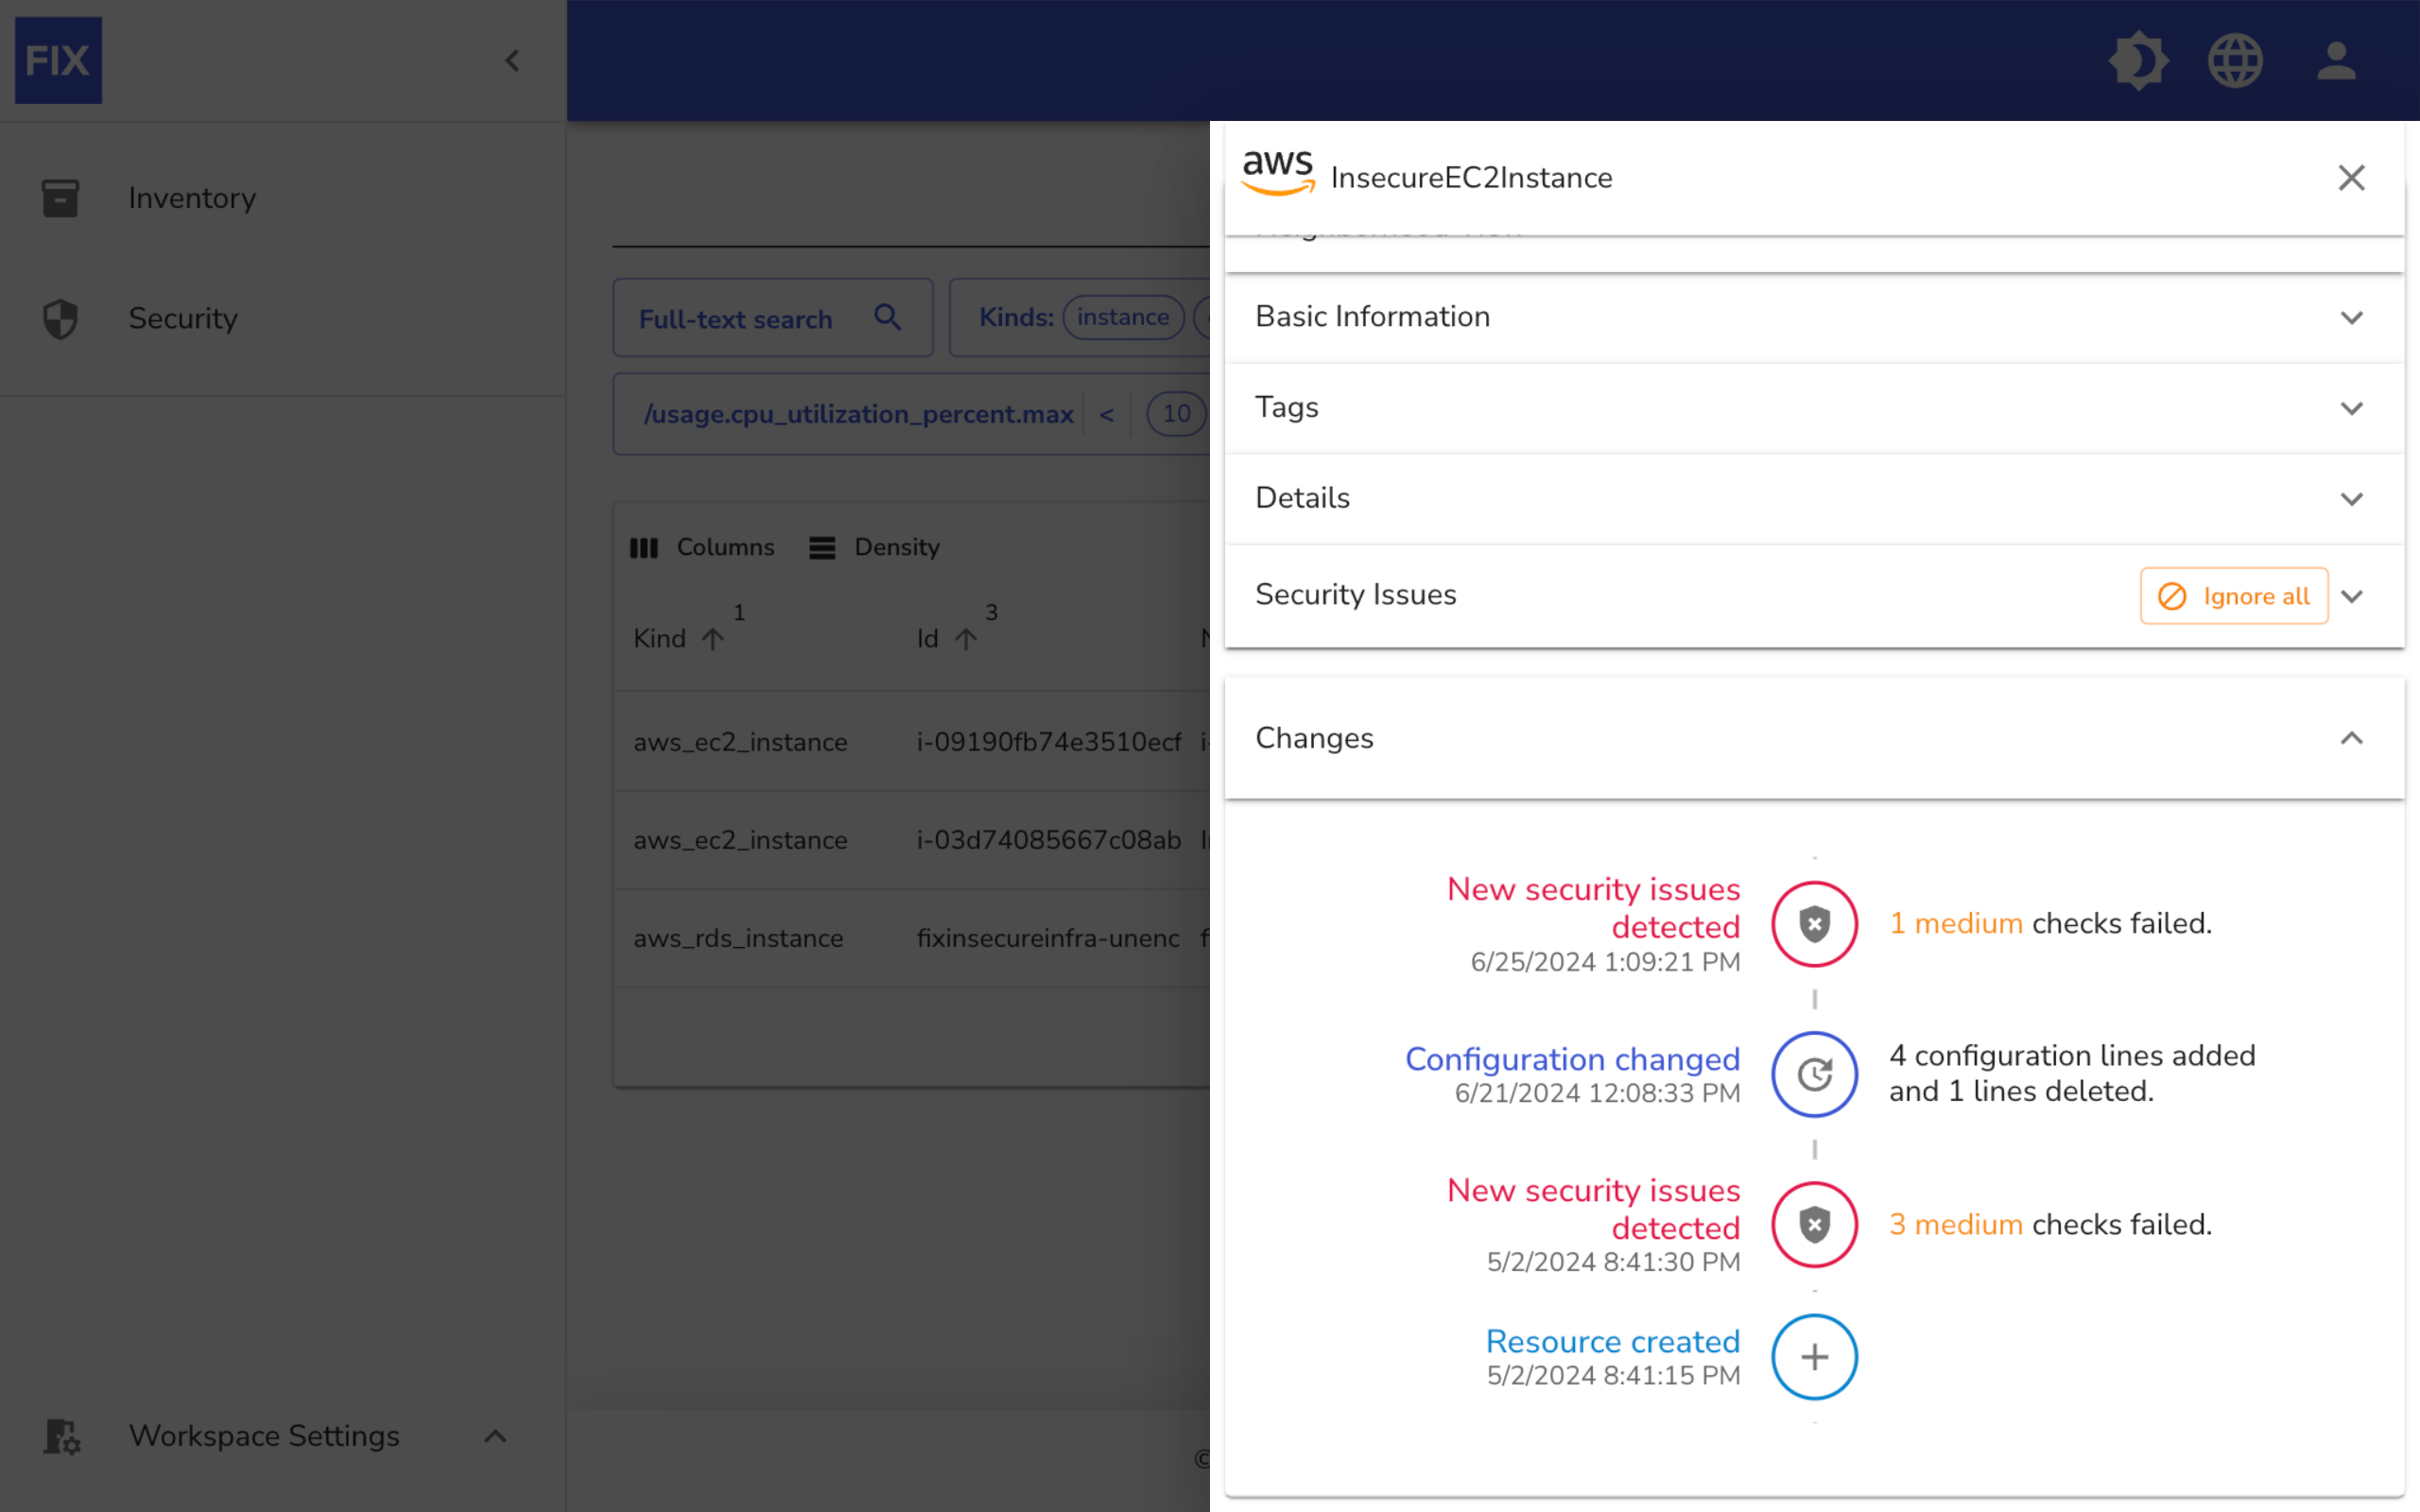 FIX
Inventory
Security
Workspace Settings
Full-text search
Kinds: instance
/usage.cpu_utilization_percent.max < 10
Columns Density
Kind 1 Id 3
aws_ec2_instance i-09190fb74e3510ecf
aws_ec2_instance i-03d74085667c08ab
aws_rds_instance fixinsecureinfra-unenc
©
aws InsecureEC2Instance
Basic Information
Tags
Details
Security Issues Ignore all
Changes
New security issues
detected
6/25/2024 1:09:21 PM
1 medium checks failed.
Configuration changed
6/21/2024 12:08:33 PM
4 configuration lines added
and 1 lines deleted.
New security issues
detected
5/2/2024 8:41:30 PM
3 medium checks failed.
Resource created
5/2/2024 8:41:15 PM